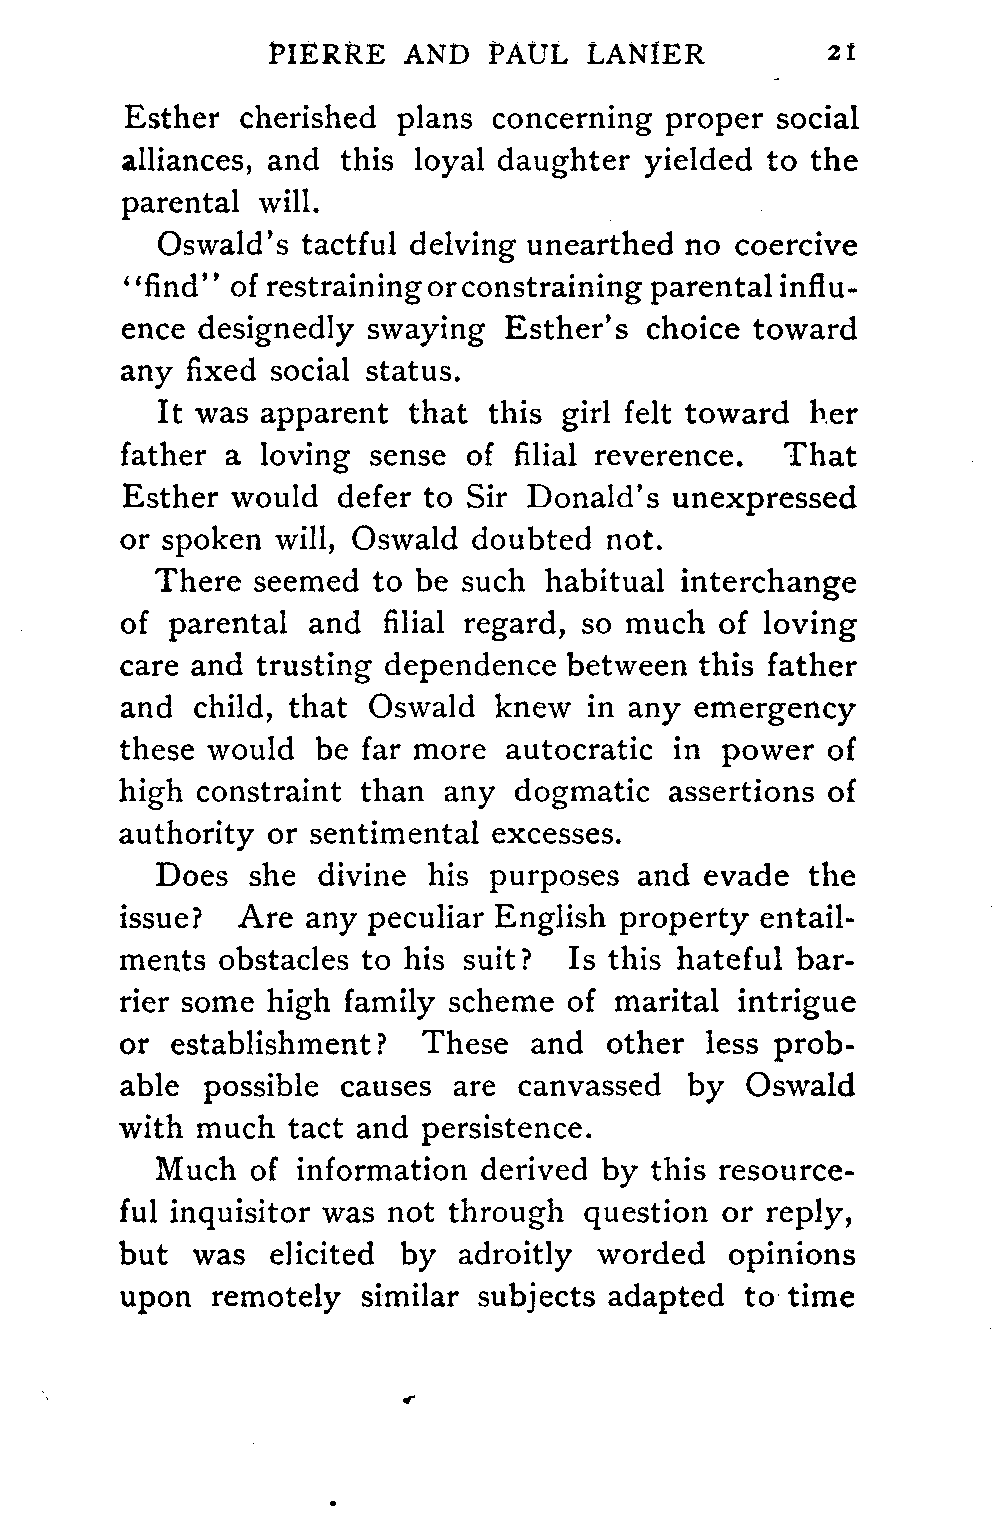 PIERRE AND PAUL LANIER 21
Esther cherished plans concerning proper social
alliances, and this loyal daughter yielded to the
parental will.
Oswald's tactful delving unearthed no coercive
"find" of restraining or constraining parental influ-
ence designedly swaying Esther's choice toward
any fixed social status.
It was apparent that this girl felt toward her
father a loving sense of filial reverence. That
Esther would defer to Sir Donald's unexpressed
or spoken will, Oswald doubted not.
There seemed to be such habitual interchange
of parental and filial regard, so much of loving
care and trusting dependence between this father
and child, that Oswald knew in any emergency
these would be far more autocratic in power of
high constraint than any dogmatic assertions of
authority or sentimental excesses.
Does she divine his purposes and evade the
issue? Are any peculiar English property entail-
ments obstacles to his suit? Is this hateful bar-
rier some high family scheme of marital intrigue
or establishment? These and other less prob-
able possible causes are canvassed by Oswald
with much tact and persistence.
Much of information derived by this resource-
ful inquisitor was not through question or reply,
but was elicited by adroitly worded opinions
upon remotely similar subjects adapted to time